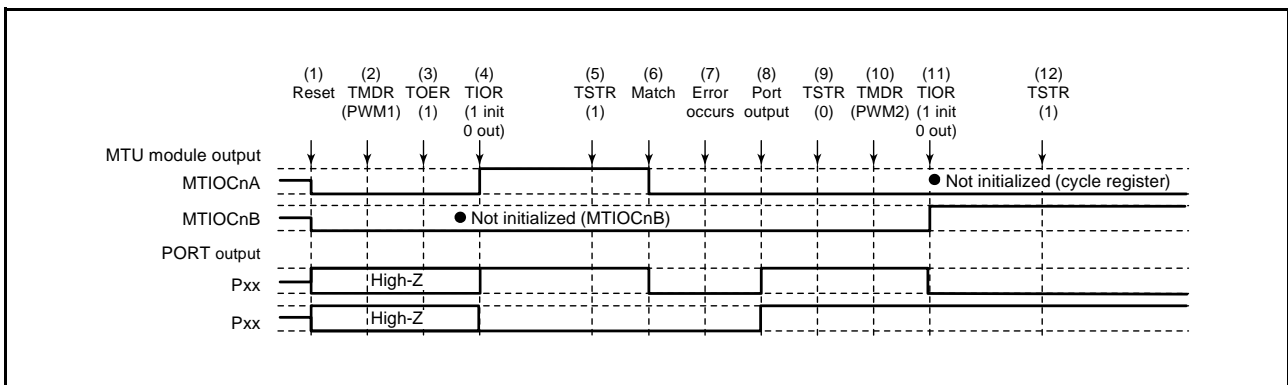 (1) (2) (3) (4) (5) (6) (7) (8) (9) (10) (11) (12)
Reset TMDR TOER TIOR TSTR Match Error Port TSTR TMDR TIOR TSTR
(PWM1) (1) (1 init (1) occurs output (0) (PWM2) (1 init (1)
0 out) 0 out)
MTU module output
MTIOCnA ● Not initialized (cycle register)
MTIOCnB ● Not initialized (MTIOCnB)
PORT output
Pxx High-Z
Pxx High-Z